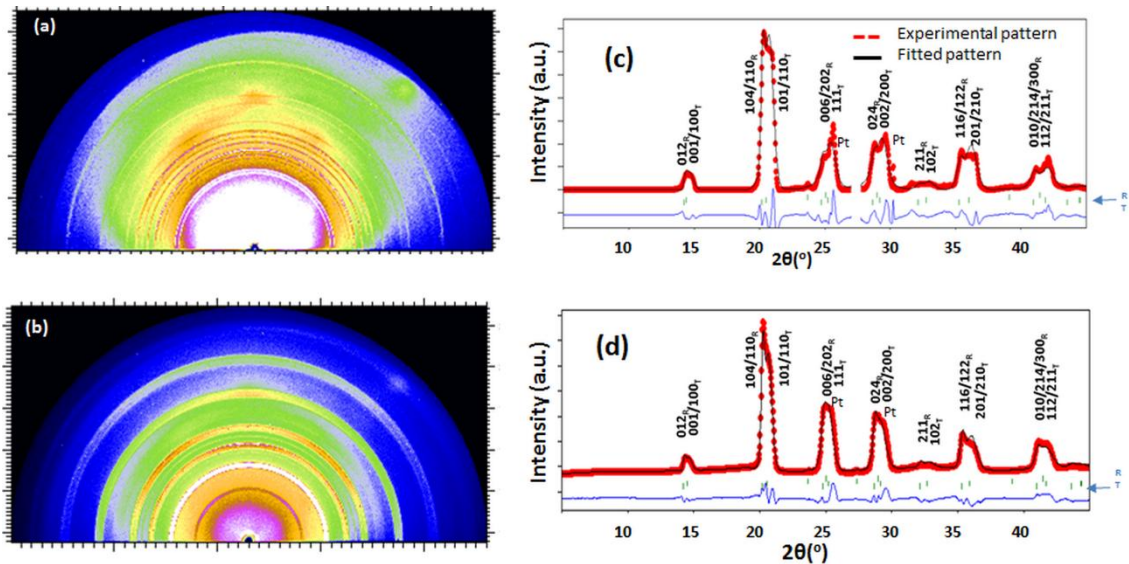 (a)
(b)
(c)
Experimental pattern
Fitted pattern
Intensity (a.u.)
012R
001/100T
104/110R
101/110T
006/202R
111T
Pt
024R
002/200T
Pt
211R
102T
116/122R
201/210T
010/214/300R
112/211T
R
T
10
20
25
30
35
40
2θ(°)
(d)
Intensity (a.u.)
012R
001/100T
104/110R
101/110T
006/202R
111T
Pt
024R
002/200T
Pt
211R
102T
116/122R
201/210T
010/214/300R
112/211T
R
T
10
20
25
30
35
40
2θ(°)